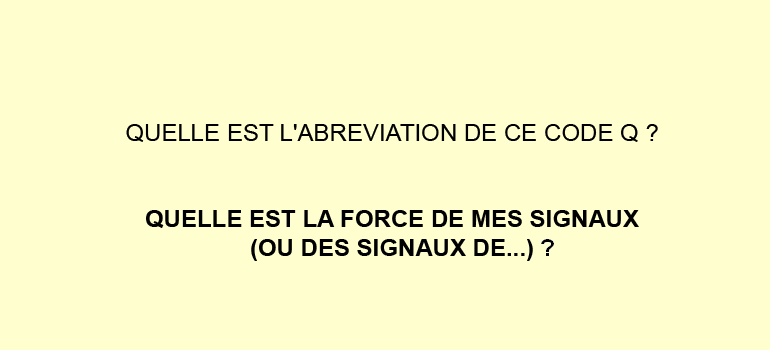 QUELLE EST L'ABREVIATION DE CE CODE Q ?
QUELLE EST LA FORCE DE MES SIGNAUX
(OU DES SIGNAUX DE...) ?